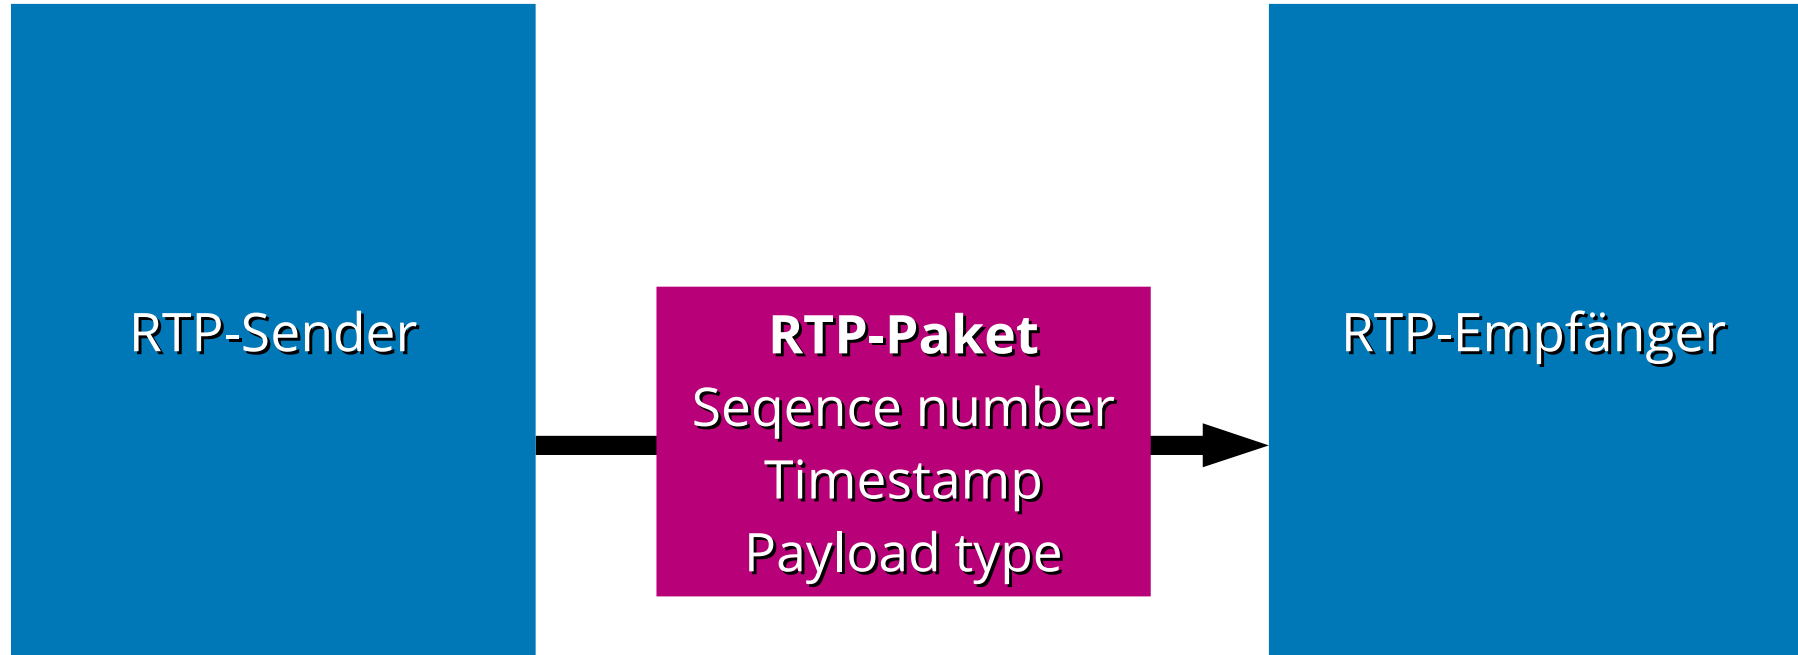 RTP-Sender
RTP-Paket
Seqence number
Timestamp
Payload type
RTP-Empfänger